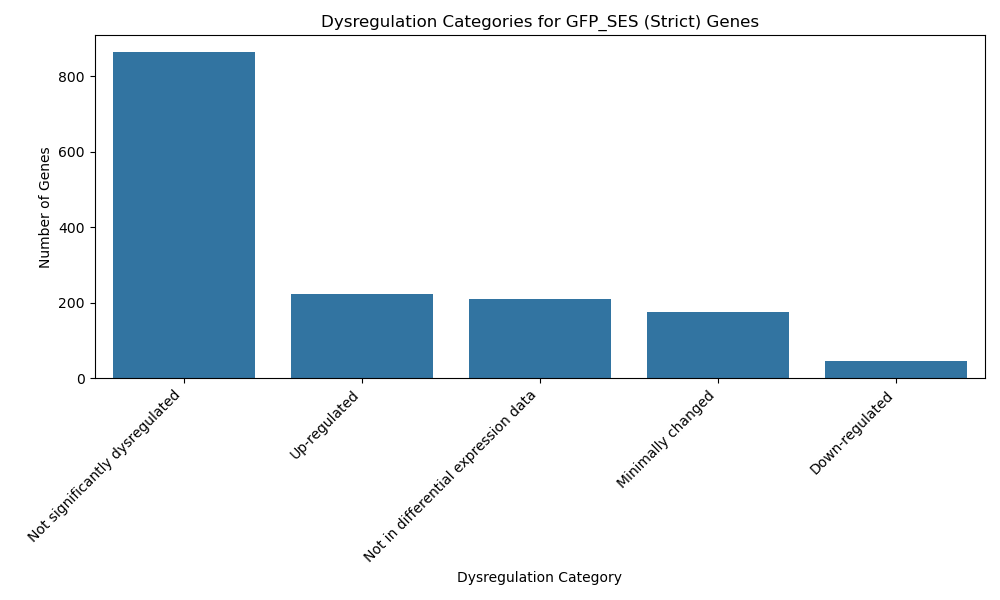 Dysregulation Categories for GFP_SES (Strict) Genes
Number of Genes
800
600
400
200
0
Not significantly dysregulated
Up-regulated
Not in differential expression data
Minimally changed
Down-regulated
Dysregulation Category